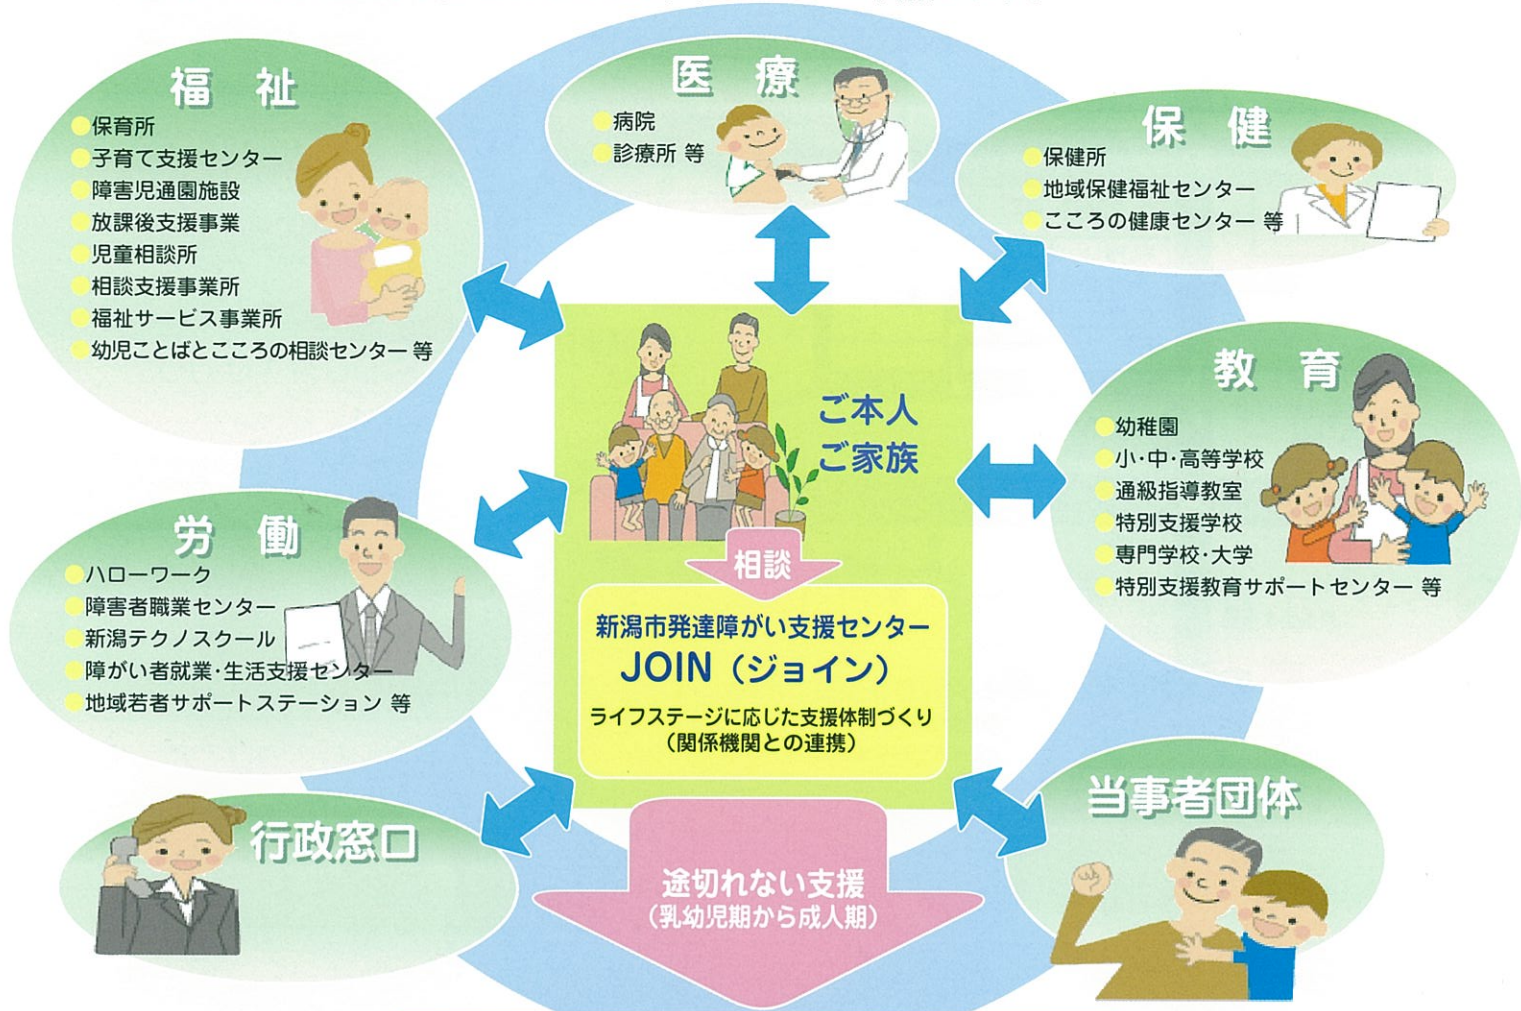 福 祉
保育所
子育て支援センター
障害児通園施設
放課後支援事業
児童相談所
相談支援事業所
福祉サービス事業所
幼児ことばとこころの相談センター 等
医 療
病院
診療所 等
保 健
保健所
地域保健福祉センター
こころの健康センター 等
教 育
幼稚園
小・中・高等学校
通級指導教室
特別支援学校
専門学校・大学
特別支援教育サポートセンター 等
労 働
ハローワーク
障害者職業センター
新潟テクノスクール
障がい者就業・生活支援センター
地域若者サポートステーション 等
ご本人
ご家族
相談
新潟市発達障がい支援センター
JOIN（ジョイン）
ライフステージに応じた支援体制づくり
（関係機関との連携）
行政窓口
途切れない支援
（乳幼児期から成人期）
当事者団体